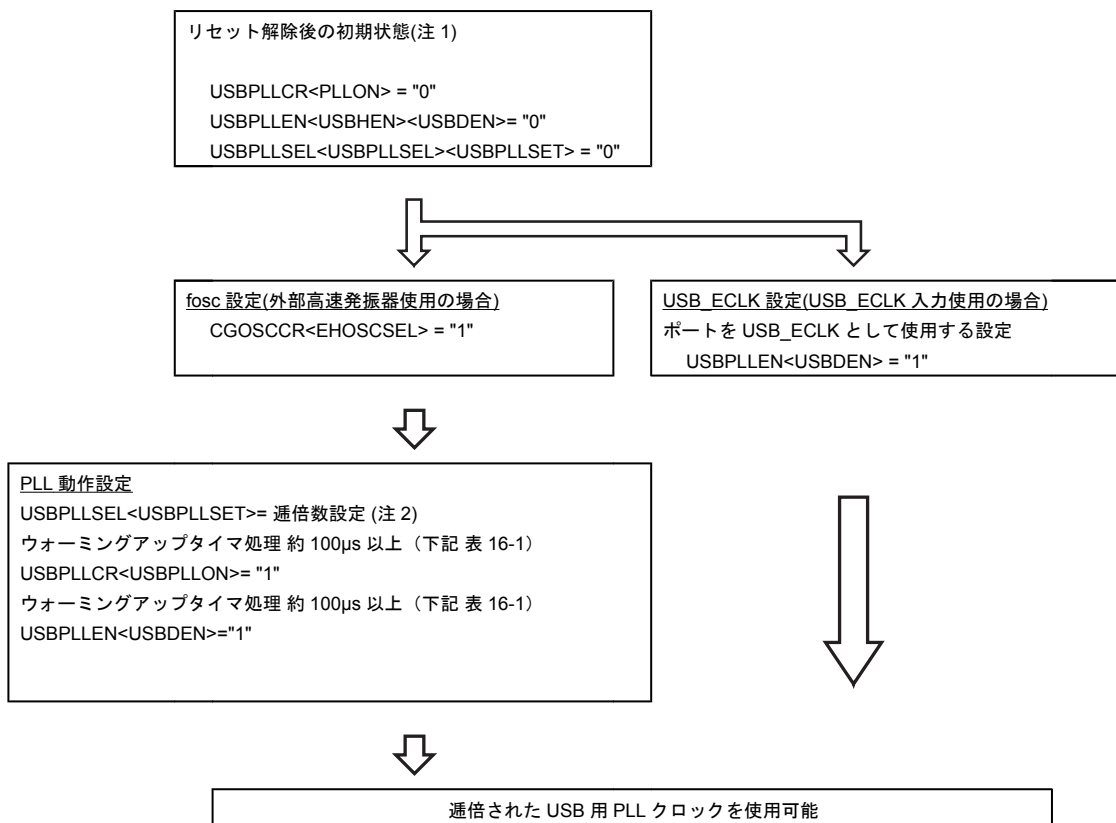 リセット解除後の初期状態(注 1)
USBPLLCR<PLLON> = "0"
USBPLLEN<USBHEN><USBDEN>= "0"
USBPLLSEL<USBPLLSEL><USBPLLSET> = "0"
fosc 設定(外部高速発振器使用の場合)
CGOSCCR<EHOSCSEL> = "1"
USB_ECLK 設定(USB_ECLK 入力使用の場合)
ポートを USB_ECLK として使用する設定
USBPLLEN<USBDEN> = "1"
PLL 動作設定
USBPLLSEL<USBPLLSET>= 逓倍数設定 (注 2)
ウォーミングアップタイマ処理 約 100μs 以上（下記 表 16-1）
USBPLLCR<USBPLLON>= "1"
ウォーミングアップタイマ処理 約 100μs 以上（下記 表 16-1）
USBPLLEN<USBDEN>="1"
逓倍された USB 用 PLL クロックを使用可能